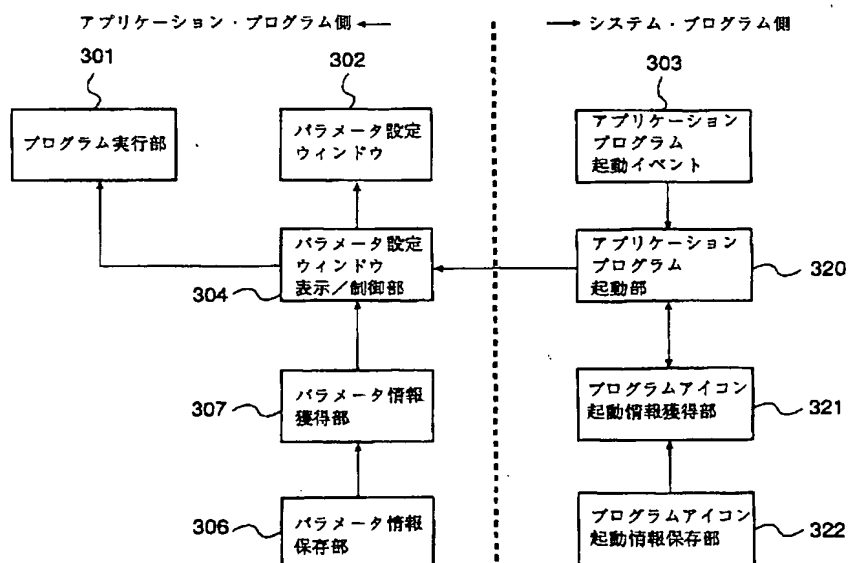 アプリケーション・プログラム側 ←
→ システム・プログラム側
301
302
303
プログラム実行部
パラメータ設定
ウィンドウ
アプリケーション
プログラム
起動イベント
パラメータ設定
ウィンドウ
表示／制御部
304
アプリケーション
プログラム
起動部
320
パラメータ情報
獲得部
307
プログラムアイコン
起動情報獲得部
321
パラメータ情報
保存部
306
プログラムアイコン
起動情報保存部
322